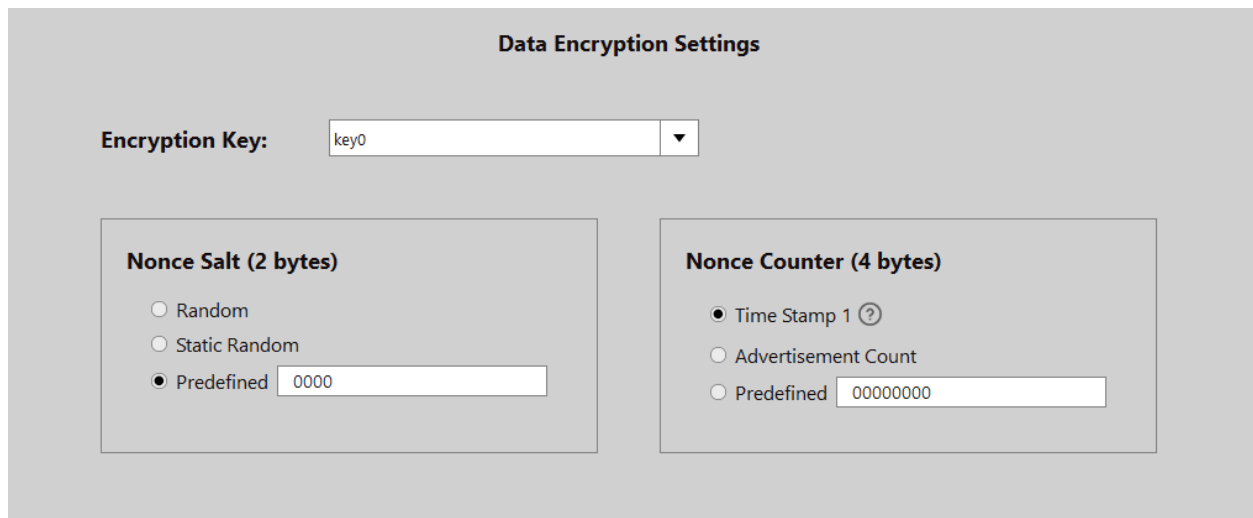 Data Encryption Settings
Encryption Key:
key0
Nonce Salt (2 bytes)
Random
Static Random
Predefined
0000
Nonce Counter (4 bytes)
Time Stamp 1 ?
Advertisement Count
Predefined
00000000